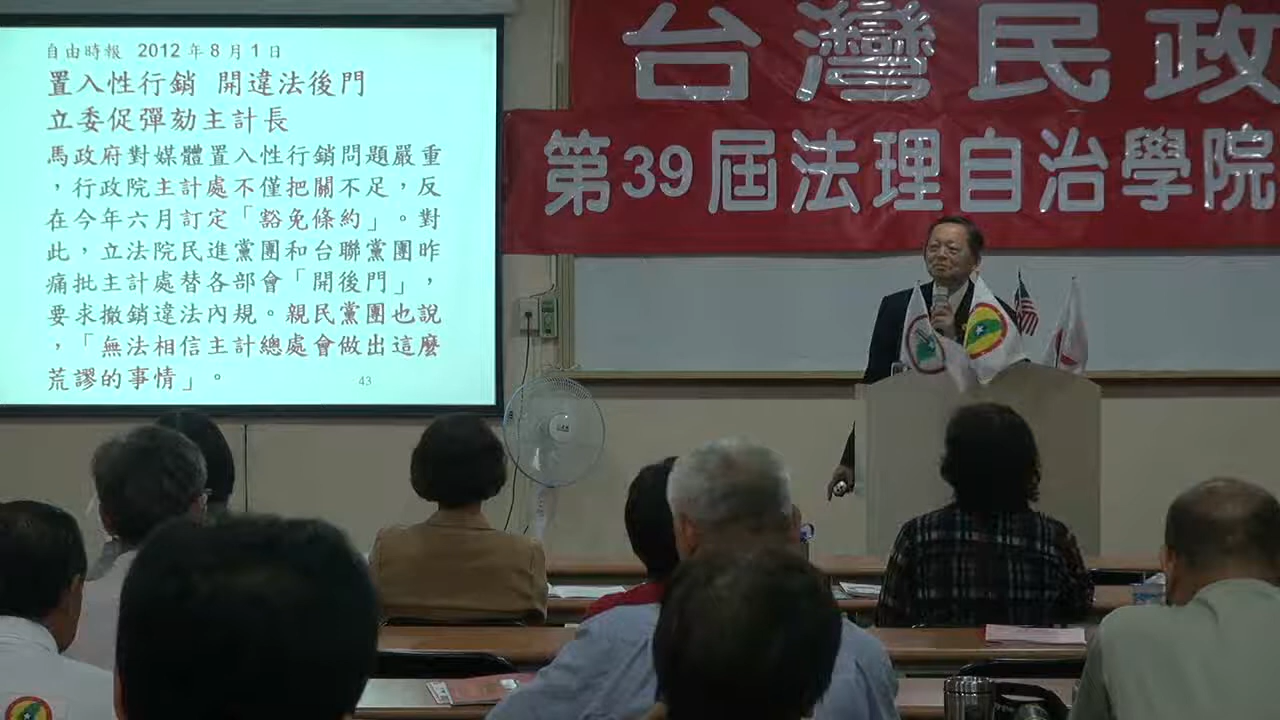 自由時報 2012年8月1日
置入性行銷 開違法後門
立委促彈劾主計長
馬政府對媒體置入性行銷問題嚴重
，行政院主計處不僅把關不足，反
在今年六月訂定「豁免條約」。對
此，立法院民進黨團和台聯黨團昨
痛批主計處替各部會「開後門」，
要求撤銷違法內規。親民黨團也說
，「無法相信主計總處會做出這麼
荒謬的事情」。
43
台灣民政
第39屆法理自治學院